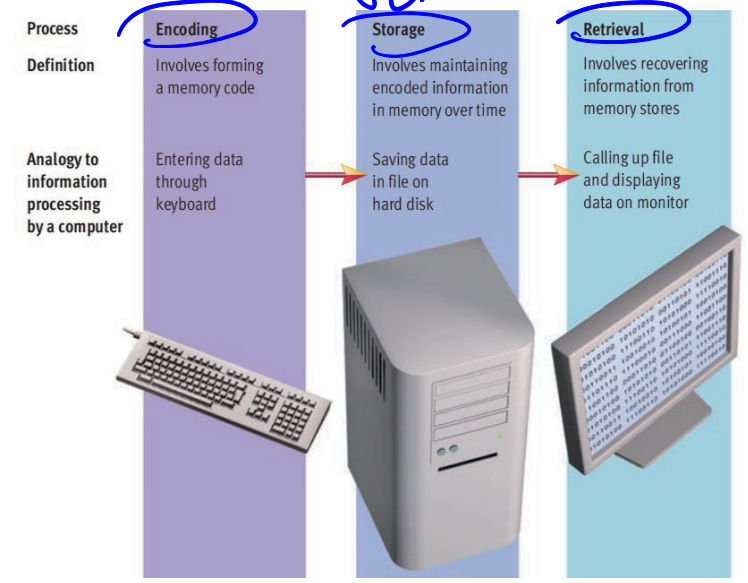 Process Encoding Storage Retrieval
Definition Involves forming Involves maintaining Involves recovering
a memory code encoded information information from
in memory over time memory stores
Analogy to Entering data Saving data Calling up file
information through in file on and displaying
processing keyboard hard disk data on monitor
by a computer